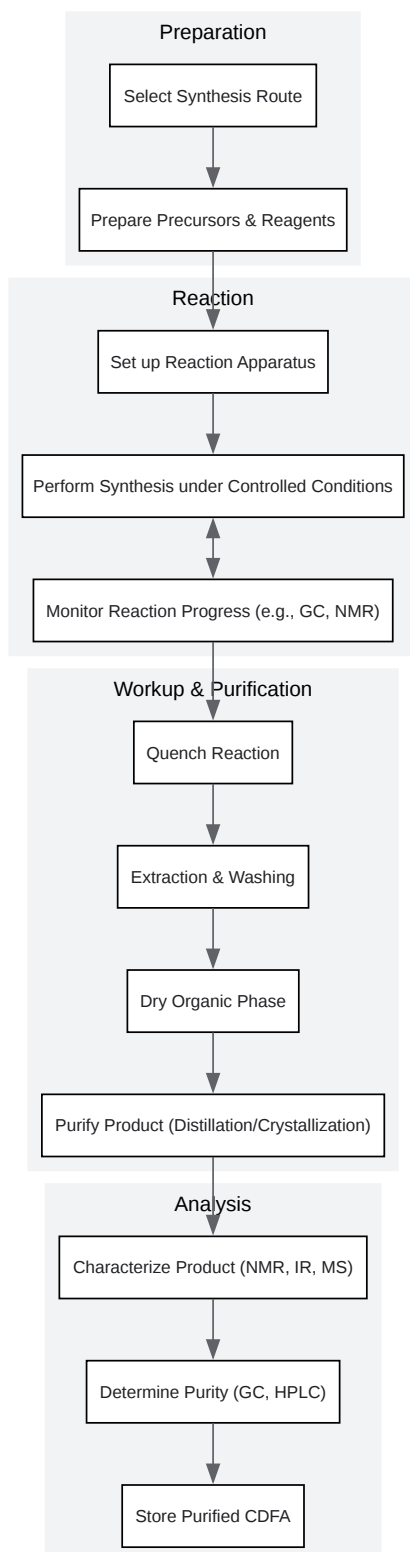 Preparation
Select Synthesis Route
Prepare Precursors & Reagents
Reaction
Set up Reaction Apparatus
Perform Synthesis under Controlled Conditions
Monitor Reaction Progress (e.g., GC, NMR)
Workup & Purification
Quench Reaction
Extraction & Washing
Dry Organic Phase
Purify Product (Distillation/Crystallization)
Analysis
Characterize Product (NMR, IR, MS)
Determine Purity (GC, HPLC)
Store Purified CDFA